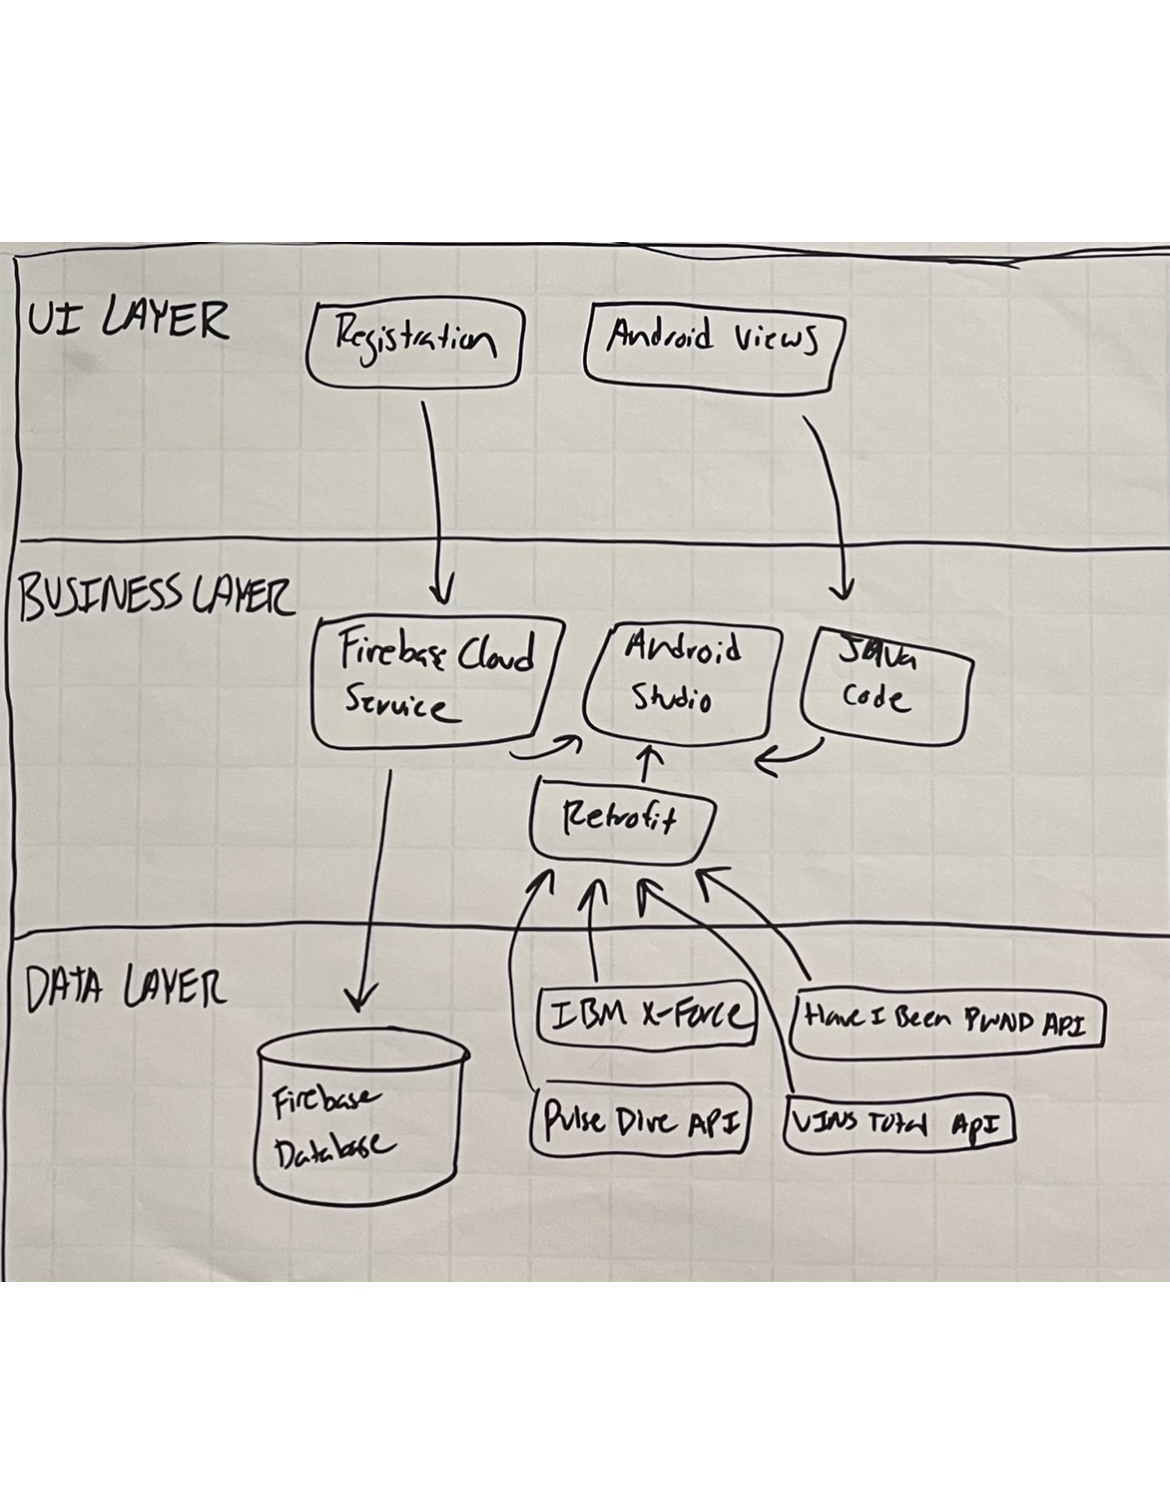 UI LAYER
Registration
Android Views
BUSINESS LAYER
Firebase Cloud
Service
Android
Studio
Java
Code
Retrofit
DATA LAYER
Firebase
Database
IBM X-Force
Have I Been PWND API
Pulse Dive API
VINS Total API